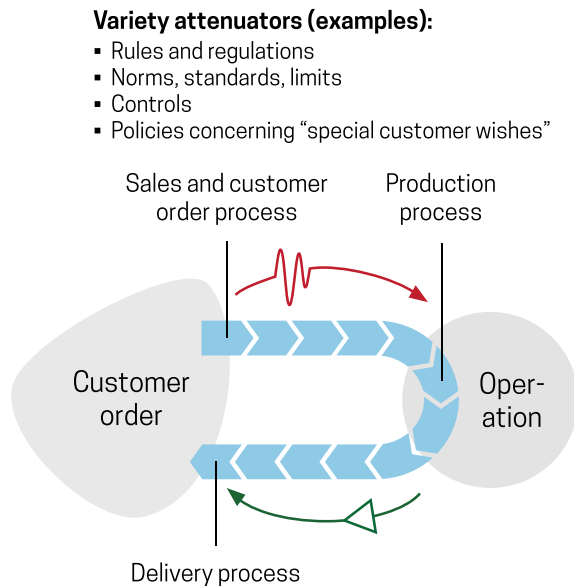 Variety attenuators (examples):
▪ Rules and regulations
▪ Norms, standards, limits
▪ Controls
▪ Policies concerning “special customer wishes”
Sales and customer
order process
Production
process
Customer
order
Oper-
ation
Delivery process